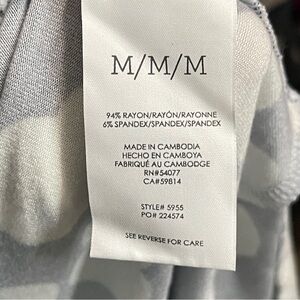 M/M/M
94% RAYON/RAYÓN/RAYONNE
6% SPANDEX/SPANDEX/SPANDEX
MADE IN CAMBODIA
HECHO EN CAMBOYA
FABRIQUÉ AU CAMBODGE
RN#54077
CA#59814
STYLE# 5955
PO# 224574
SEE REVERSE FOR CARE